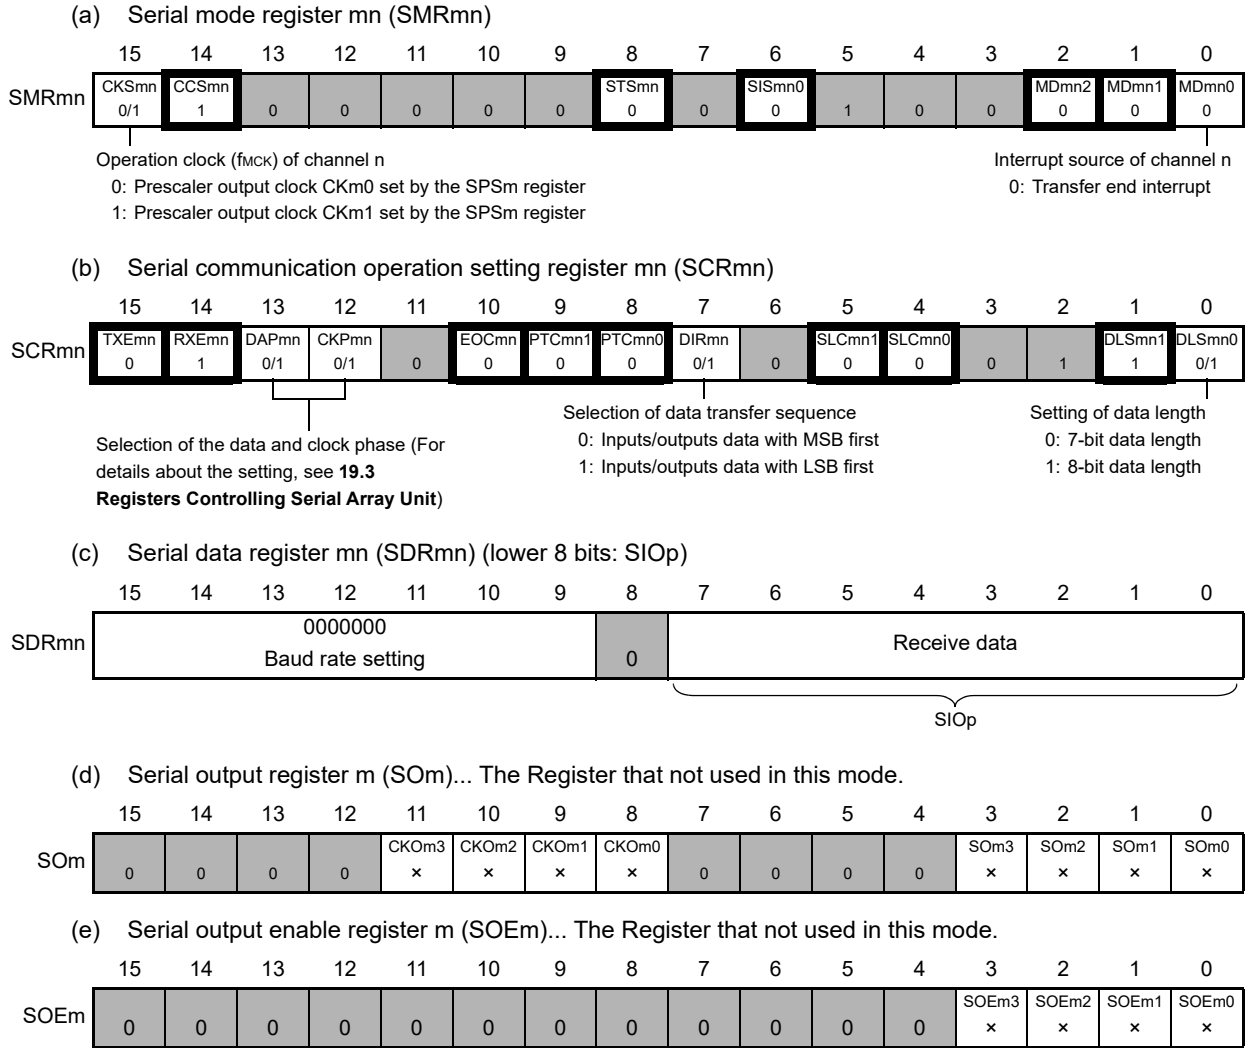 (a) Serial mode register mn (SMRmn)
15 14 13 12 11 10 9 8 7 6 5 4 3 2 1 0
SMRmn CKSmn CCSmn STSmn SISmn0 MDmn2 MDmn1 MDmn0
0/1 1 0 0 0 0 0 0 0 0 1 0 0 0 0 0
Operation clock (fMCK) of channel n
0: Prescaler output clock CKm0 set by the SPSm register
1: Prescaler output clock CKm1 set by the SPSm register
Interrupt source of channel n
0: Transfer end interrupt
(b) Serial communication operation setting register mn (SCRmn)
15 14 13 12 11 10 9 8 7 6 5 4 3 2 1 0
SCRmn TXEmn RXEmn DAPmn CKPmn EOCmn PTCmn1 PTCmn0 DIRmn SLCmn1 SLCmn0 DLSmn1 DLSmn0
0 1 0/1 0/1 0 0 0 0 0/1 0 0 0 0 1 1 0/1
Selection of the data and clock phase (For
details about the setting, see 19.3
Registers Controlling Serial Array Unit)
Selection of data transfer sequence
0: Inputs/outputs data with MSB first
1: Inputs/outputs data with LSB first
Setting of data length
0: 7-bit data length
1: 8-bit data length
(c) Serial data register mn (SDRmn) (lower 8 bits: SIOp)
15 14 13 12 11 10 9 8 7 6 5 4 3 2 1 0
SDRmn 0000000
Baud rate setting 0 Receive data
SIOp
(d) Serial output register m (SOm)... The Register that not used in this mode.
15 14 13 12 11 10 9 8 7 6 5 4 3 2 1 0
SOm CKOm3 CKOm2 CKOm1 CKOm0 SOm3 SOm2 SOm1 SOm0
0 0 0 0 × × × × 0 0 0 0 × × × ×
(e) Serial output enable register m (SOEm)... The Register that not used in this mode.
15 14 13 12 11 10 9 8 7 6 5 4 3 2 1 0
SOEm SOEm3 SOEm2 SOEm1 SOEm0
0 0 0 0 0 0 0 0 0 0 0 0 × × × ×